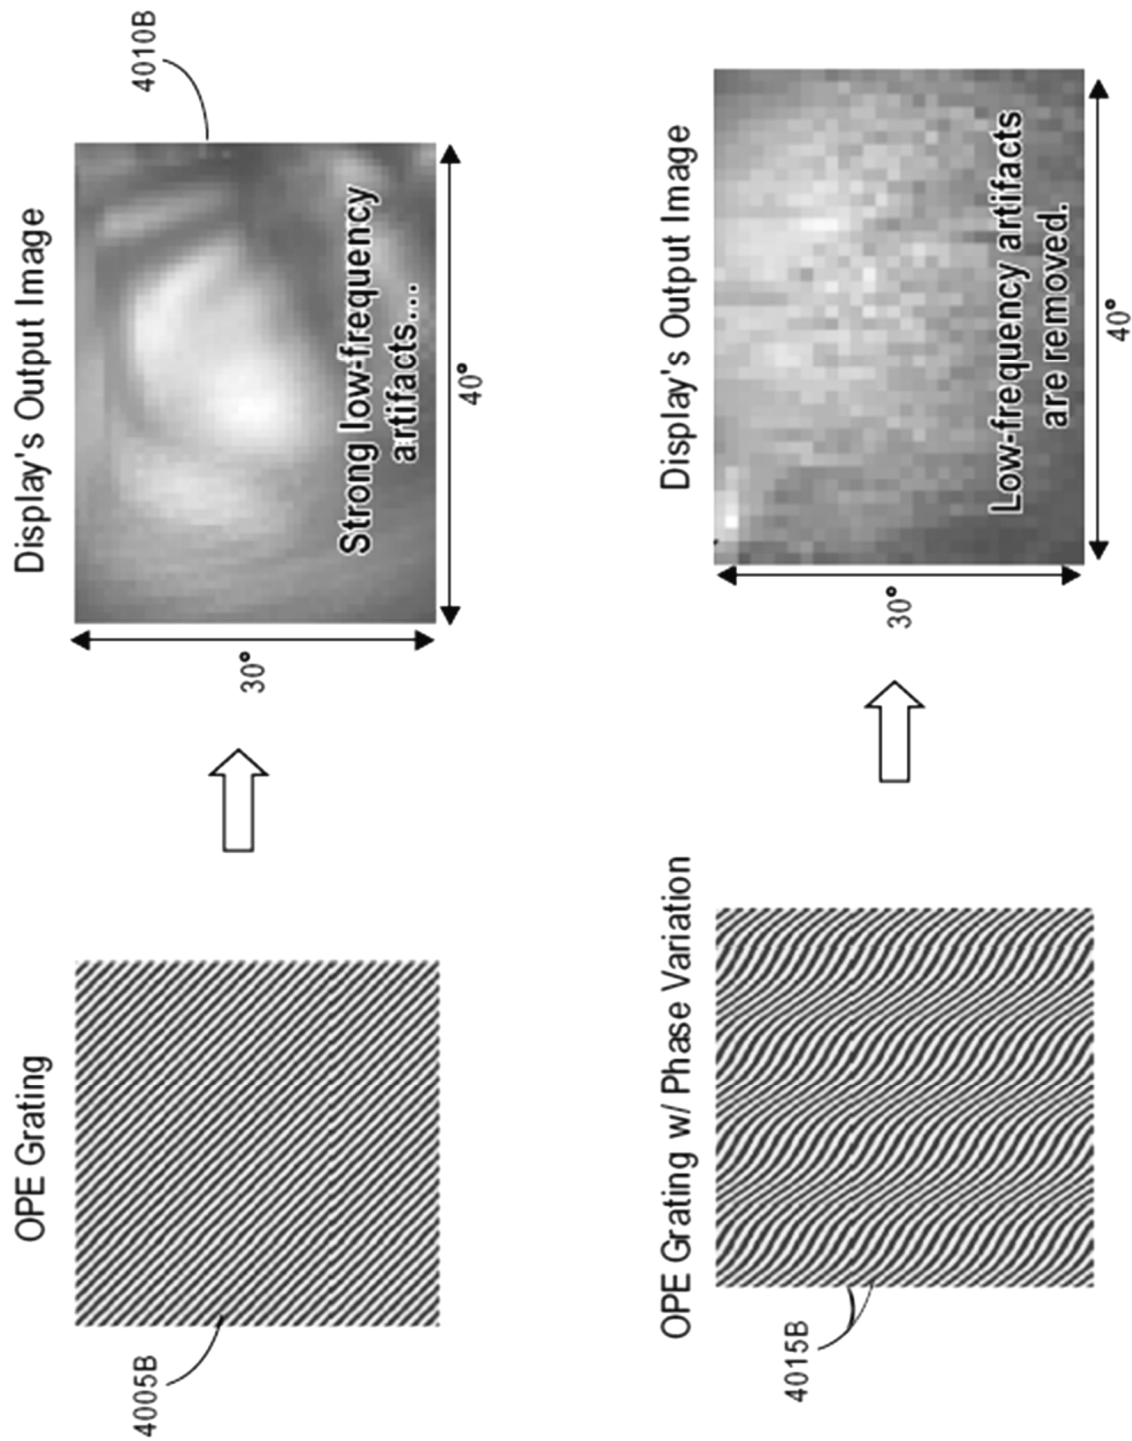 OPE Grating
4005B
Display's Output Image
4010B
Strong low-frequency
artifacts...
30°
40°
OPE Grating w/ Phase Variation
4015B
Display's Output Image
Low-frequency artifacts
are removed.
30°
40°